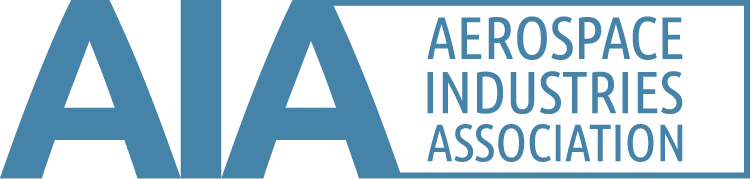 AIA
AEROSPACE
INDUSTRIES
ASSOCIATION